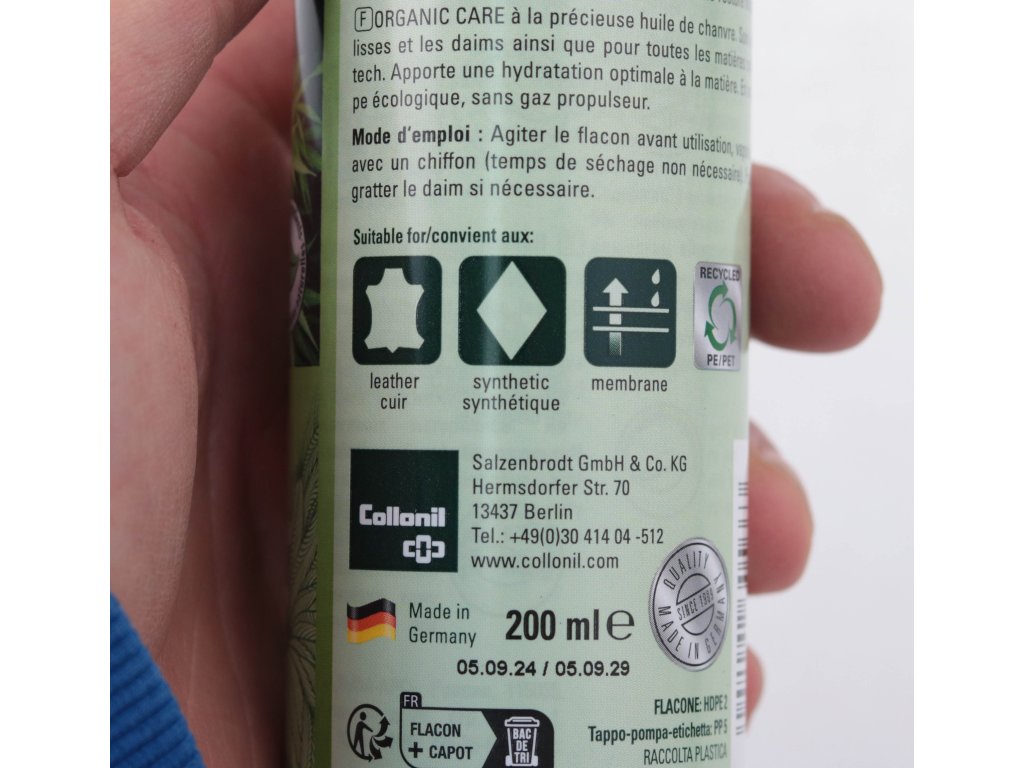 F ORGANIC CARE à la précieuse huile de chanvre.
lisses et les daims ainsi que pour toutes les matières
tech. Apporte une hydratation optimale à la matière. En
pe écologique, sans gaz propulseur.
Mode d'emploi : Agiter le flacon avant utilisation,
avec un chiffon (temps de séchage non nécessaire).
gratter le daim si nécessaire.
Suitable for/convient aux:
RECYCLED
PE/PET
leather
cuir
synthetic
synthétique
membrane
Collonil
Salzenbrodt GmbH & Co. KG
Hermsdorfer Str. 70
13437 Berlin
Tel.: +49(0)30 414 04 -512
www.collonil.com
QUALITY
SINCE 1909
MADE IN GERMANY
Made in
Germany
200 ml e
05.09.24 / 05.09.29
FR
FLACON
+ CAPOT
BAC
DE
TRI
FLACONE: HDPE 2
Tappo-pompa-etichetta: PP 5
RACCOLTA PLASTICA